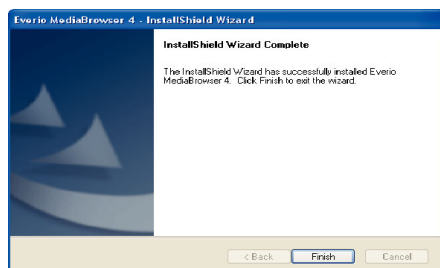 Everio MediaBrowser 4 - InstallShield Wizard
InstallShield Wizard Complete
The InstallShield Wizard has successfully installed Everio
MediaBrowser 4. Click Finish to exit the wizard.
< Back Finish Cancel